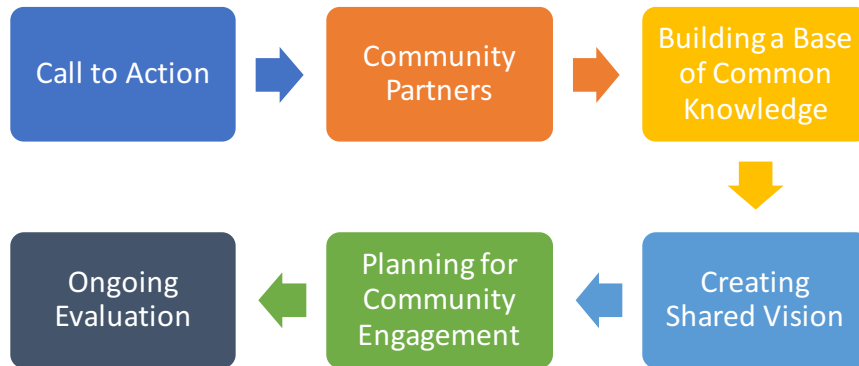 Call to Action
Community
Partners
Building a Base
of Common
Knowledge
Creating
Shared Vision
Planning for
Community
Engagement
Ongoing
Evaluation